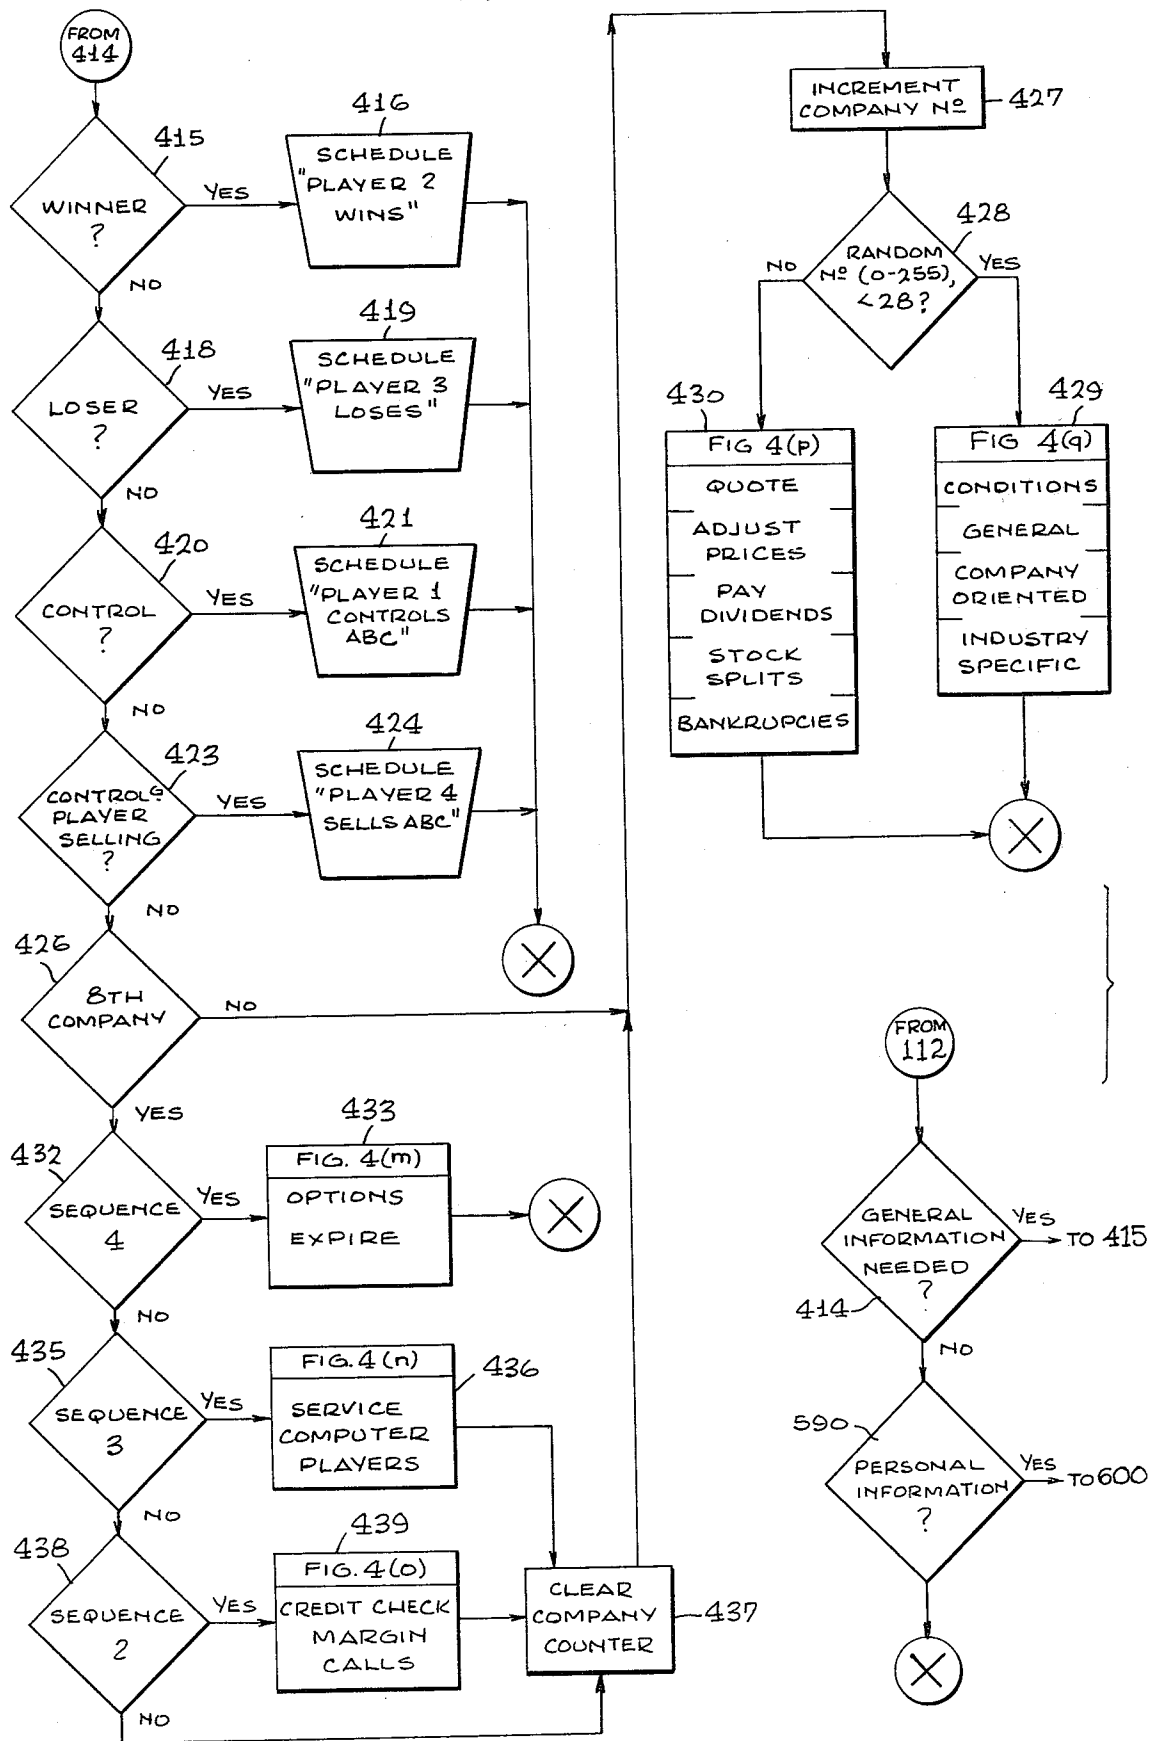 FROM
414
415
WINNER
?
YES
NO
416
SCHEDULE
"PLAYER 2
WINS"
418
LOSER
?
YES
NO
419
SCHEDULE
"PLAYER 3
LOSES"
420
CONTROL
?
YES
NO
421
SCHEDULE
"PLAYER 1
CONTROLS
ABC"
423
CONTROLG
PLAYER
SELLING
?
YES
NO
424
SCHEDULE
"PLAYER 4
SELLS ABC"
426
8TH
COMPANY
NO
YES
432
SEQUENCE
4
YES
NO
433
FIG. 4(m)
OPTIONS
EXPIRE
435
SEQUENCE
3
YES
NO
FIG. 4(n)
436
SERVICE
COMPUTER
PLAYERS
438
SEQUENCE
2
YES
NO
439
FIG. 4(o)
CREDIT CHECK
MARGIN
CALLS
CLEAR
COMPANY
COUNTER
437
INCREMENT
COMPANY Nº
427
428
RANDOM
Nº (0-255),
<28?
NO
YES
430
FIG 4(p)
QUOTE
ADJUST
PRICES
PAY
DIVIDENDS
STOCK
SPLITS
BANKRUPCIES
429
FIG 4(q)
CONDITIONS
GENERAL
COMPANY
ORIENTED
INDUSTRY
SPECIFIC
FROM
112
GENERAL
INFORMATION
NEEDED
?
414
YES
TO 415
NO
590
PERSONAL
INFORMATION
?
YES
TO 600